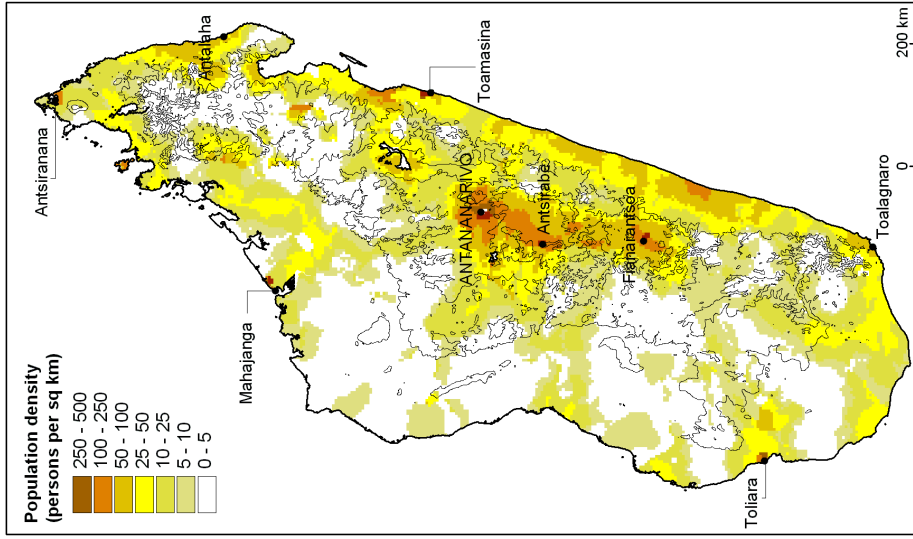 Population density
(persons per sq km)
250 - 500
100 - 250
50 - 100
25 - 50
10 - 25
5 - 10
0 - 5
Antsiranana
Antalaha
Mahajanga
Toamasina
ANTANANARIVO
Antsirabe
Fianarantsoa
Toliara
Toalagnaro
0
200 km